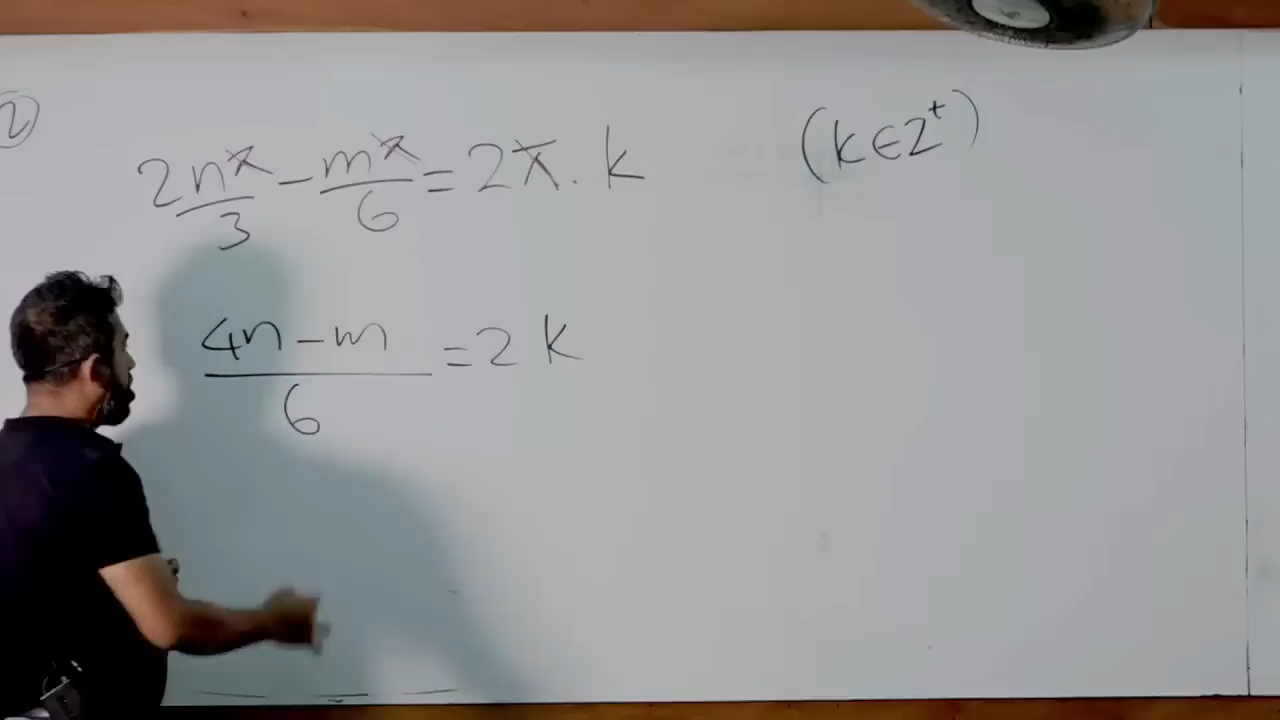 2
2nπ/3 - mπ/6 = 2π. k (k ∈ Z⁺)
4n - m / 6 = 2k